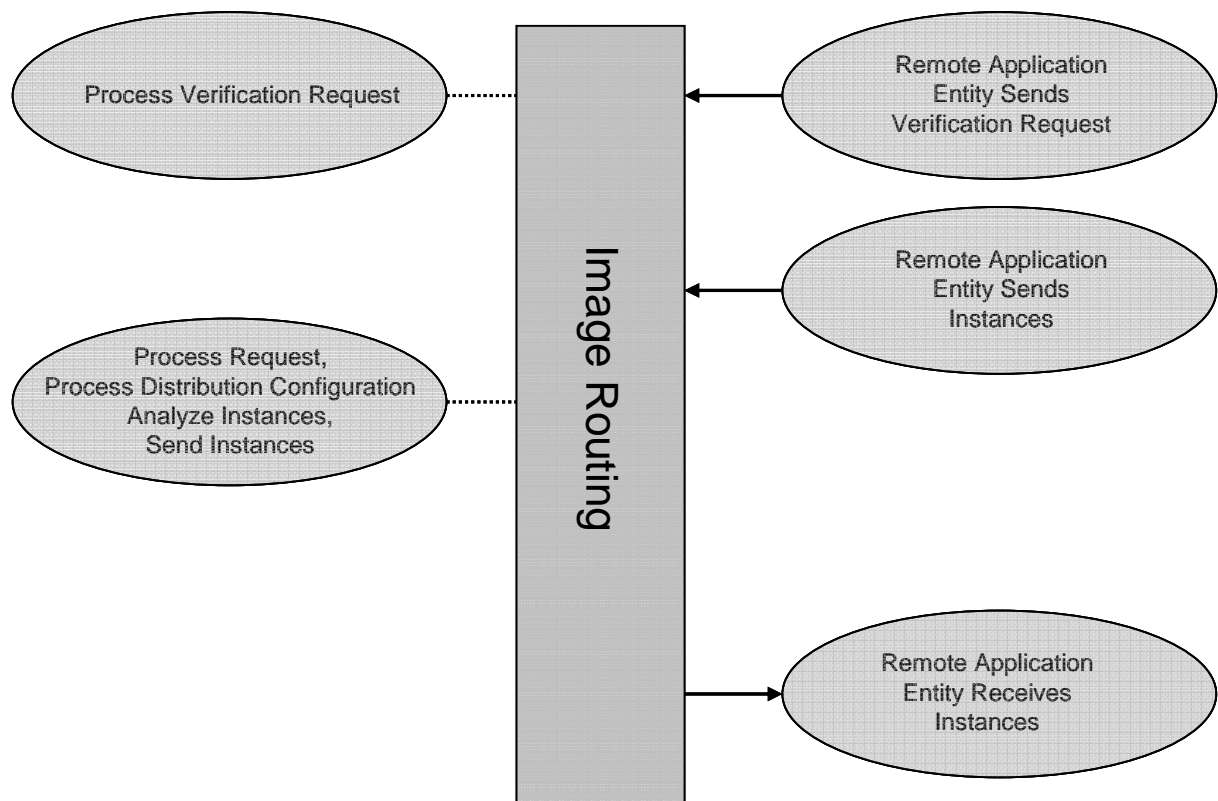 Process Verification Request
Remote Application
Entity Sends
Verification Request
Remote Application
Entity Sends
Instances
Image Routing
Process Request,
Process Distribution Configuration
Analyze Instances,
Send Instances
Remote Application
Entity Receives
Instances